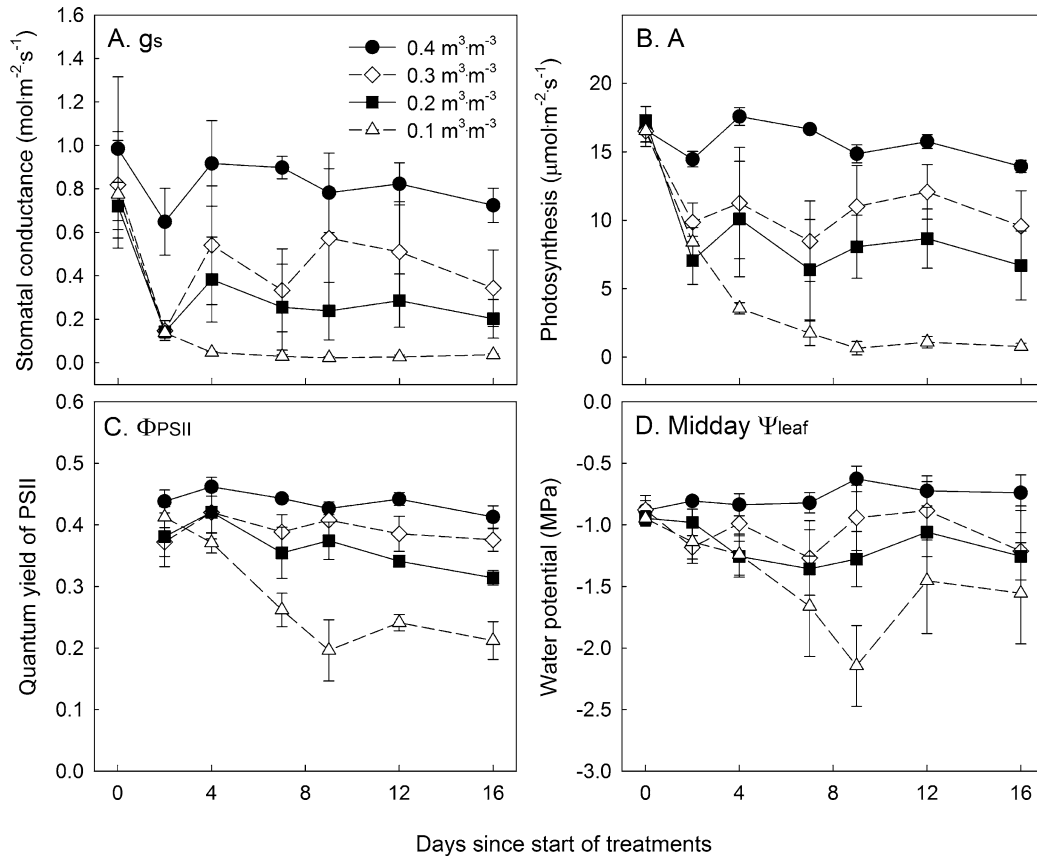 A. gs
0.4 m³·m⁻³
0.3 m³·m⁻³
0.2 m³·m⁻³
0.1 m³·m⁻³
Stomatal conductance (mol·m⁻²·s⁻¹)
1.6
1.4
1.2
1.0
0.8
0.6
0.4
0.2
0.0
B. A
Photosynthesis (µmol·m⁻²·s⁻¹)
20
15
10
5
0
C. ΦPSII
Quantum yield of PSII
0.6
0.5
0.4
0.3
0.2
0.1
0.0
0 4 8 12 16
D. Midday Ψleaf
Water potential (MPa)
0.0
-0.5
-1.0
-1.5
-2.0
-2.5
-3.0
0 4 8 12 16
Days since start of treatments